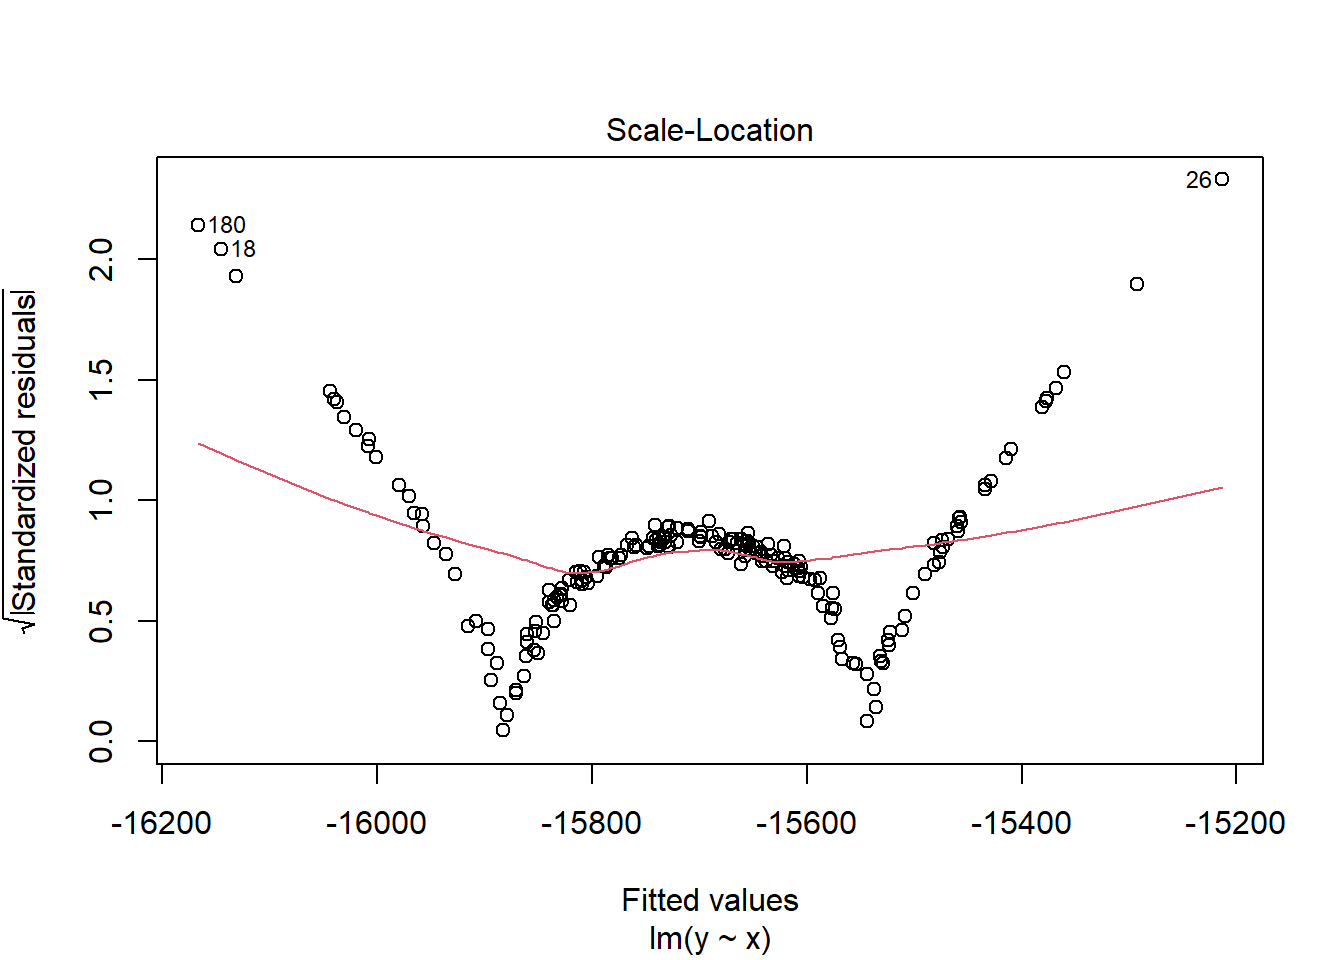 Scale-Location
26
180
18
2.0
1.5
1.0
0.5
0.0
√|Standardized residuals|
-16200 -16000 -15800 -15600 -15400 -15200
Fitted values
lm(y ~ x)